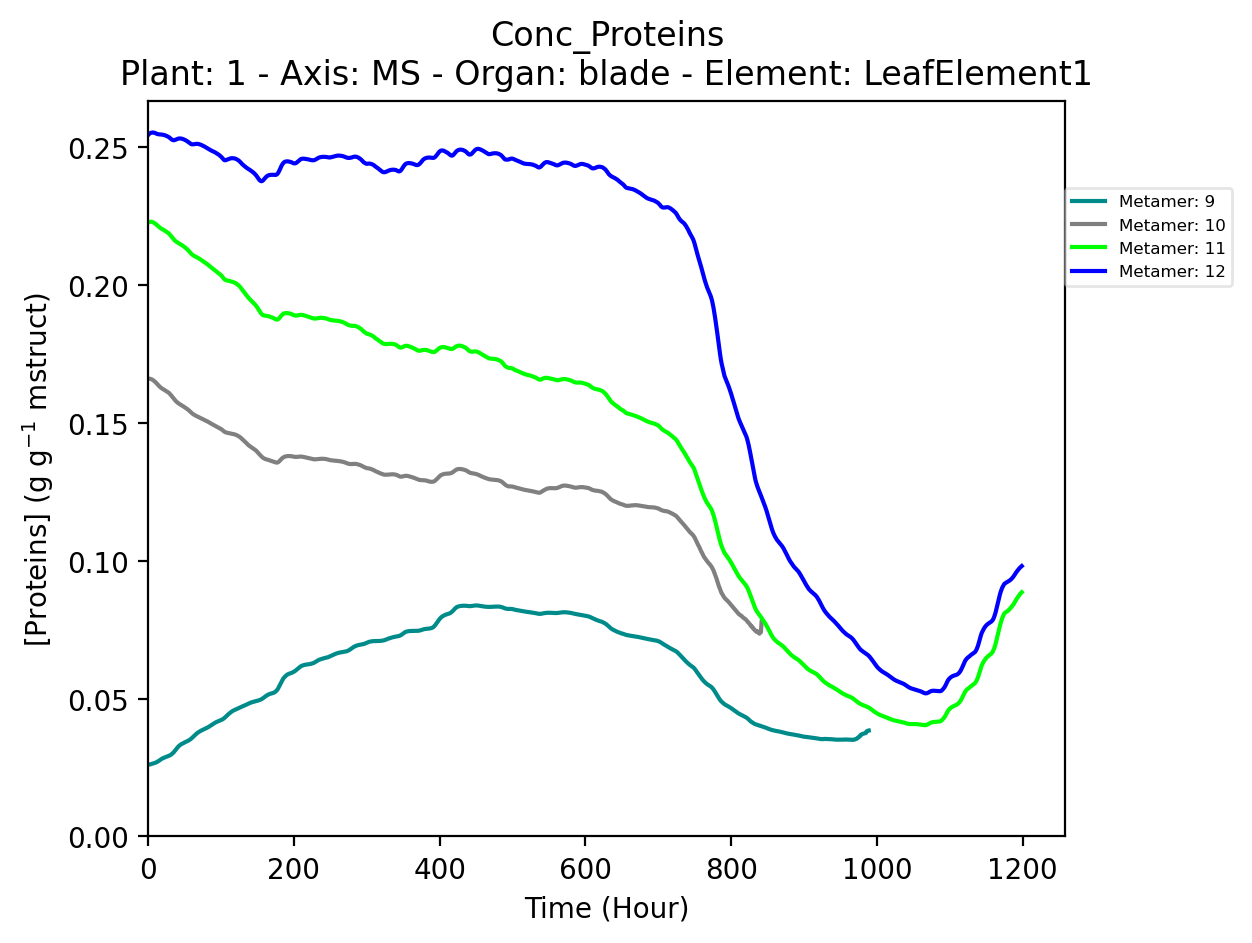 Conc_Proteins
Plant: 1 - Axis: MS - Organ: blade - Element: LeafElement1
[Proteins] (g g⁻¹ mstruct)
0.25
0.20
0.15
0.10
0.05
0.00
0 200 400 600 800 1000 1200
Time (Hour)
Metamer: 9
Metamer: 10
Metamer: 11
Metamer: 12